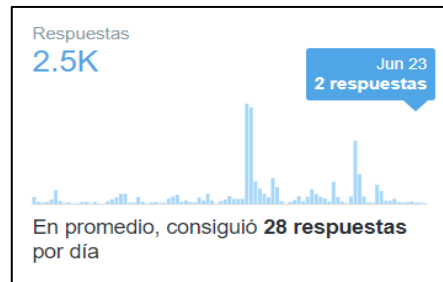 Respuestas
2.5K
Jun 23
2 respuestas
En promedio, consiguió 28 respuestas
por día